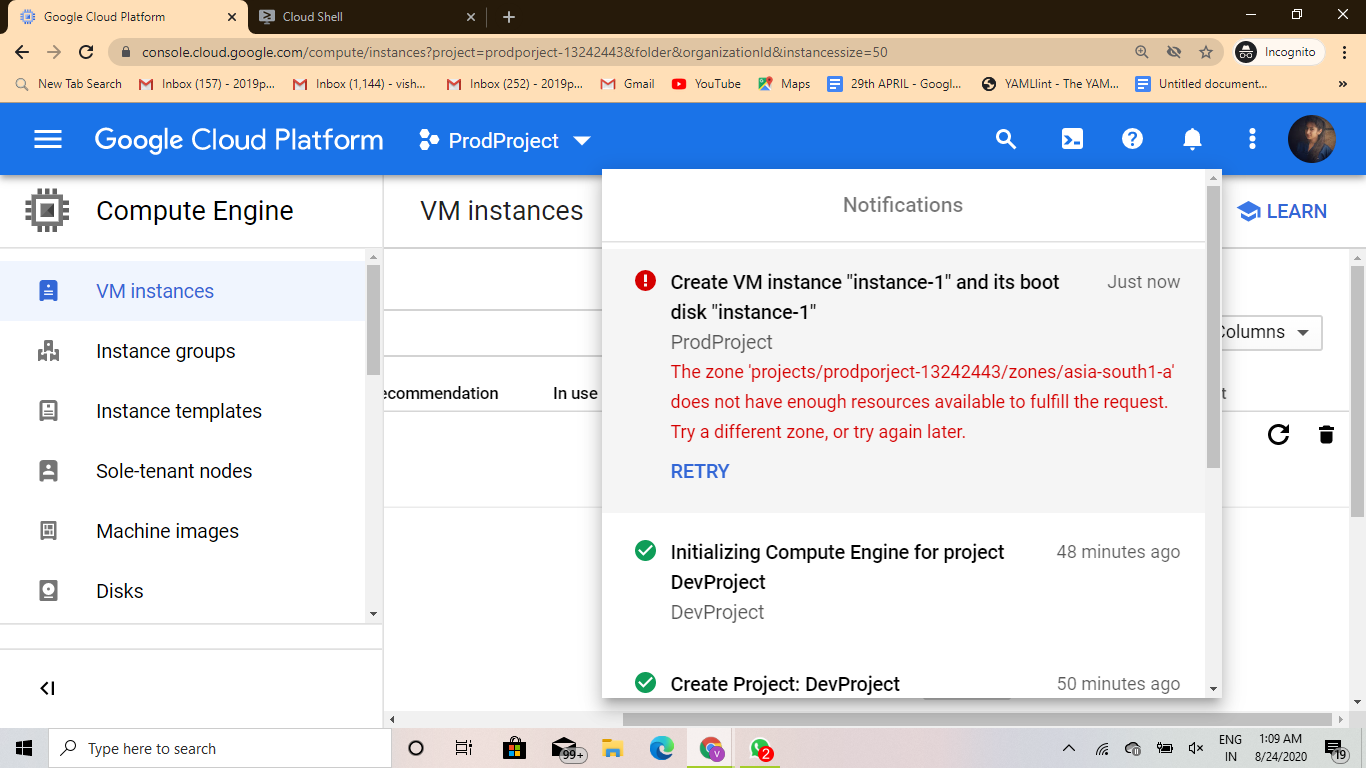 Google Cloud Platform
Cloud Shell
console.cloud.google.com/compute/instances?project=prodporject-13242443&folder&organizationId&instancessize=50
Incognito
New Tab Search
Inbox (157) - 2019p...
Inbox (1,144) - vish...
Inbox (252) - 2019p...
Gmail
YouTube
Maps
29th APRIL - Googl...
YAMLlint - The YAM...
Untitled document...
»
Google Cloud Platform
ProdProject
Compute Engine
VM instances
LEARN
VM instances
Instance groups
Instance templates
Sole-tenant nodes
Machine images
Disks
Columns
ecommendation
In use
t
Notifications
Create VM instance "instance-1" and its boot
disk "instance-1"
Just now
ProdProject
The zone 'projects/prodporject-13242443/zones/asia-south1-a'
does not have enough resources available to fulfill the request.
Try a different zone, or try again later.
RETRY
Initializing Compute Engine for project
DevProject
48 minutes ago
DevProject
Create Project: DevProject
50 minutes ago
Type here to search
99+
V
2
ENG
IN
1:09 AM
8/24/2020
19